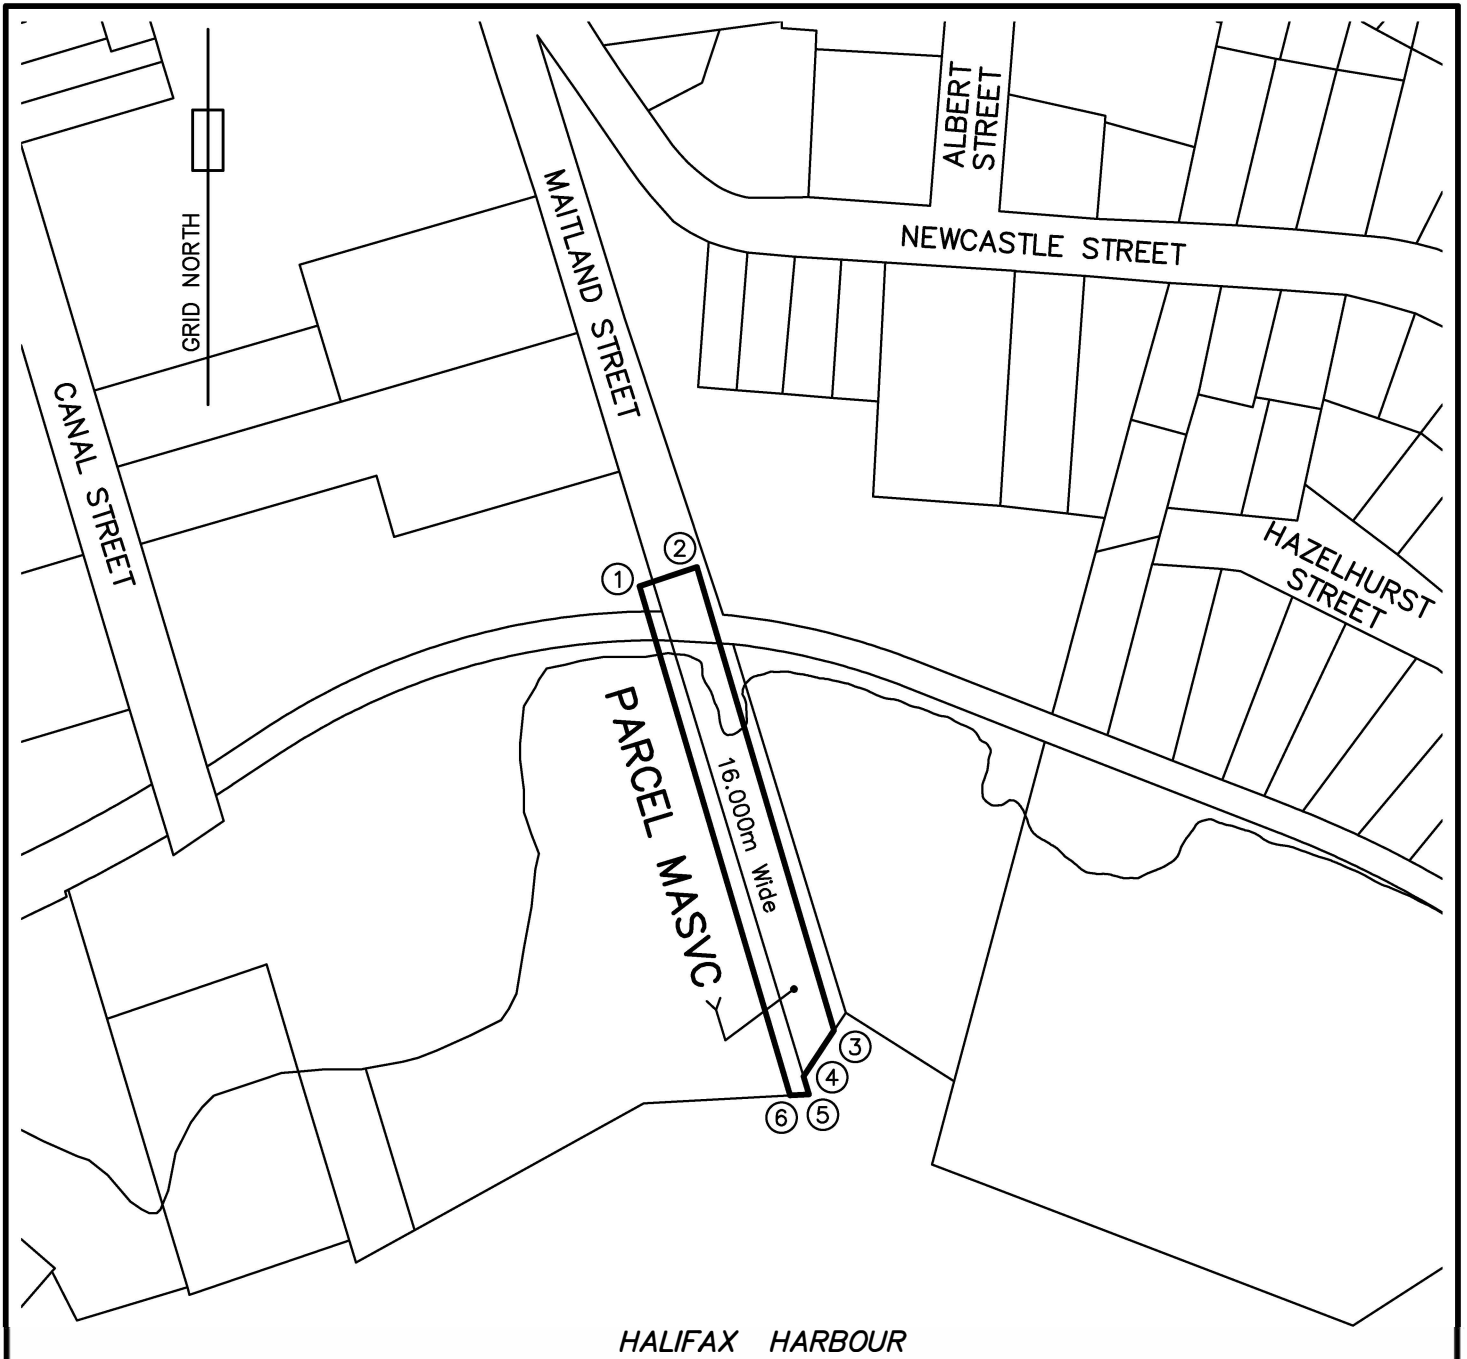 ALBERT
STREET
MAITLAND STREET
GRID NORTH
NEWCASTLE STREET
CANAL STREET
HAZELHURST
STREET
2
1
PARCEL MASVC
16.000m Wide
3
4
5
6
HALIFAX HARBOUR